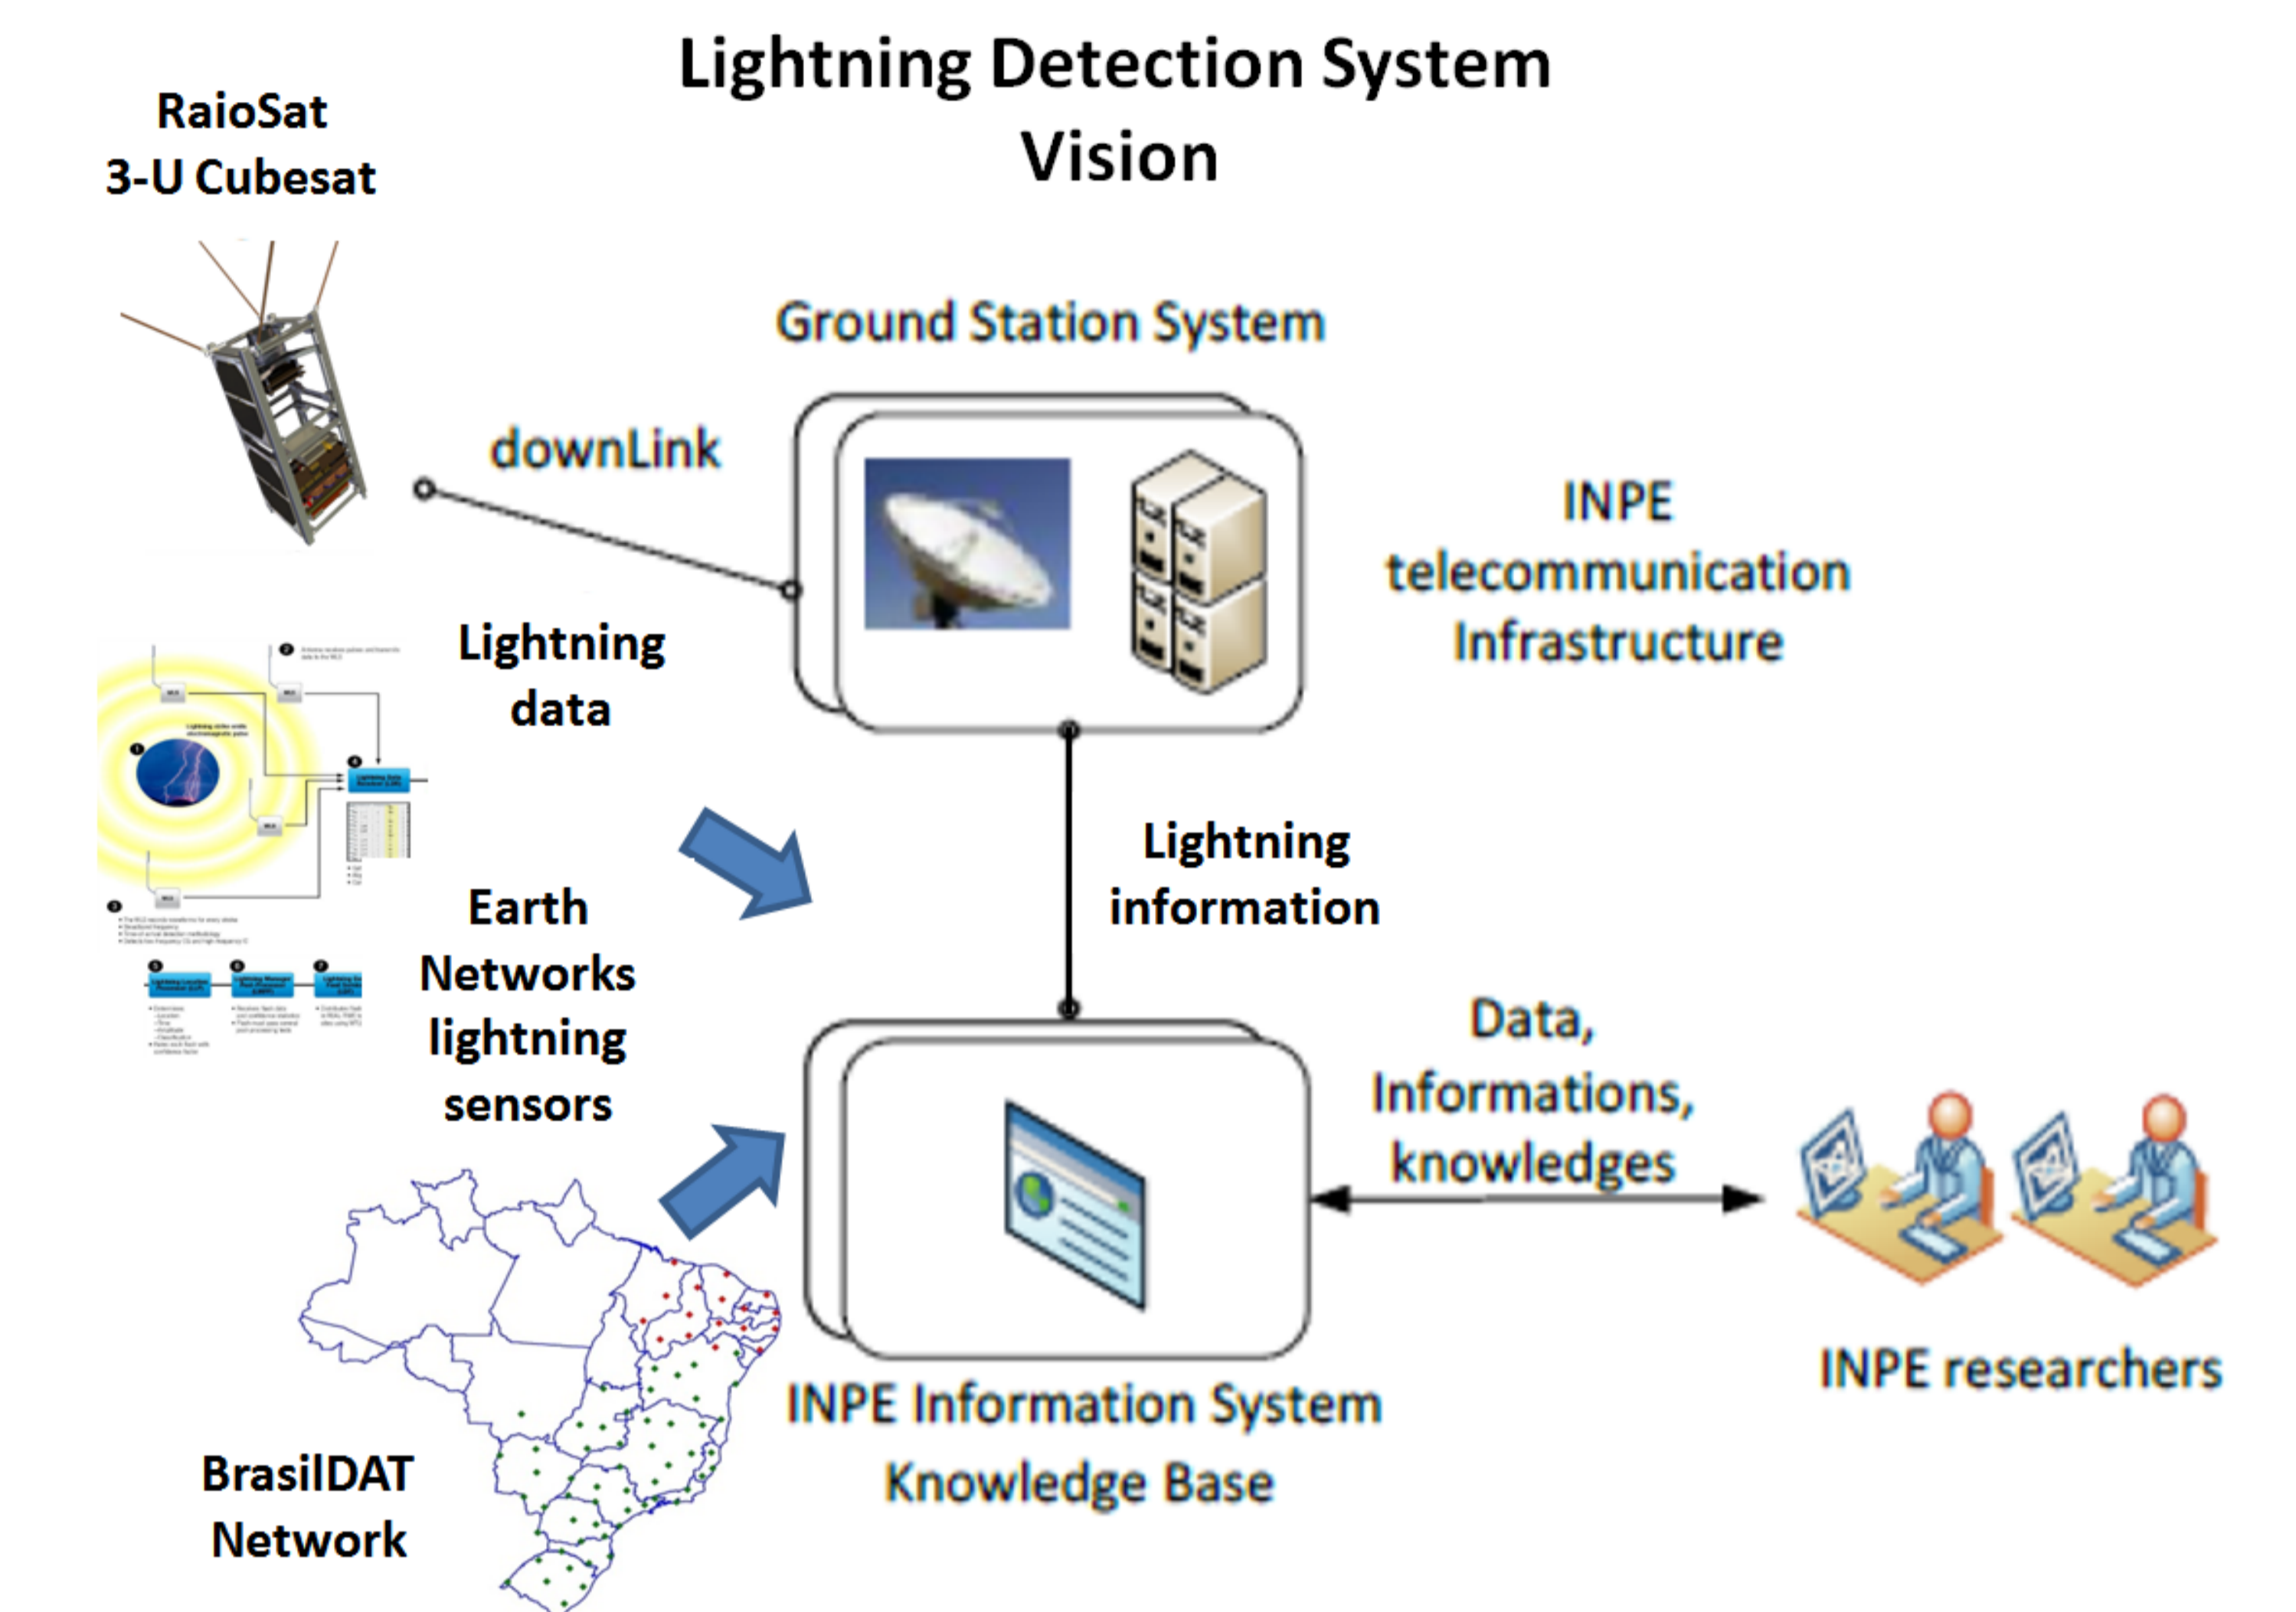 Lightning Detection System
Vision
RaioSat
3-U Cubesat
Ground Station System
downLink
INPE
telecommunication
Infrastructure
Lightning
data
Lightning
information
Earth
Networks
lightning
sensors
Data,
Informations,
knowledges
INPE researchers
INPE Information System
Knowledge Base
BrasilDAT
Network